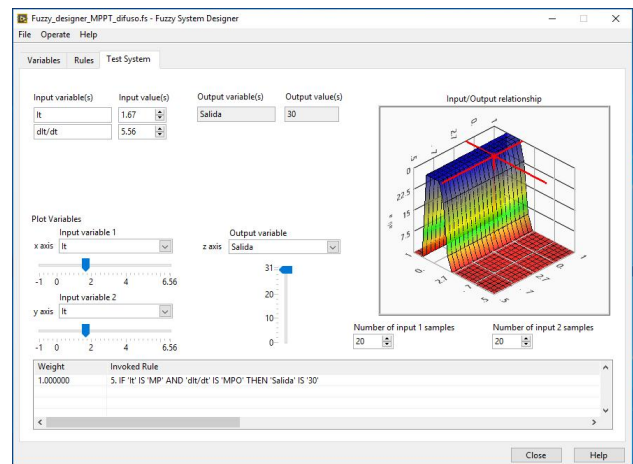 Fuzzy_designer_MPPT_difuso.fs - Fuzzy System Designer
File Operate Help
Variables Rules Test System
Input variable(s) Input value(s) Output variable(s) Output value(s)
It 1.67 Salida 30
dIt/dt 5.56
Input/Output relationship
22.5
15
7.5
Plot Variables
Input variable 1
x axis It
-1 0 2 4 6.56
Input variable 2
y axis It
-1 0 2 4 6.56
Output variable
z axis Salida
31
20
10
0
Number of input 1 samples Number of input 2 samples
20 20
Weight Invoked Rule
1.000000 5. IF 'It' IS 'MP' AND 'dIt/dt' IS 'MPO' THEN 'Salida' IS '30'
Close Help